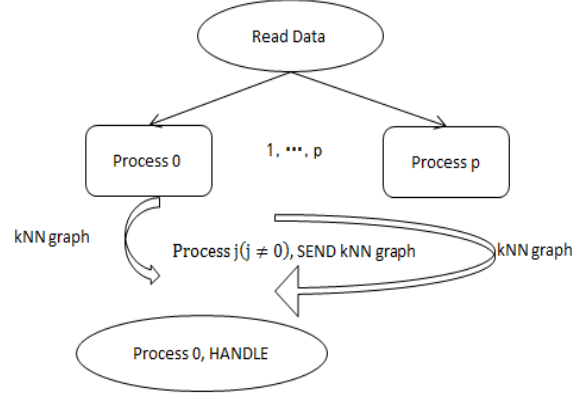 Read Data
Process 0
1, ⋯, p
Process p
kNN graph
Process j(j ≠ 0), SEND kNN graph
kNN graph
Process 0, HANDLE